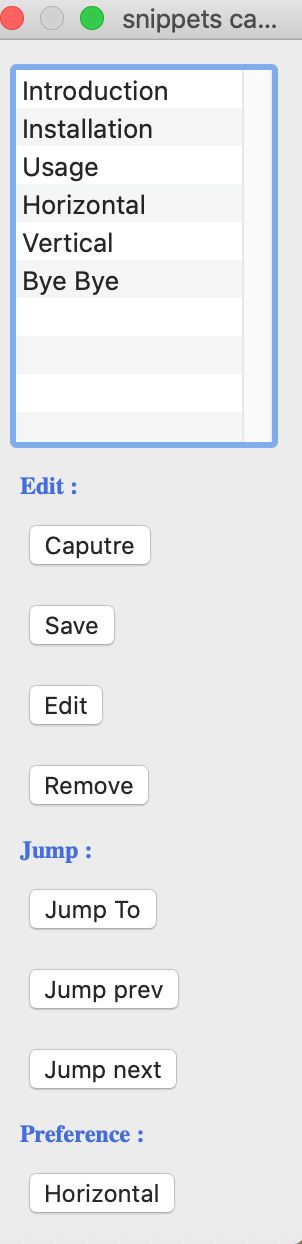 snippets ca...
Introduction
Installation
Usage
Horizontal
Vertical
Bye Bye
Edit :
Caputre
Save
Edit
Remove
Jump :
Jump To
Jump prev
Jump next
Preference :
Horizontal